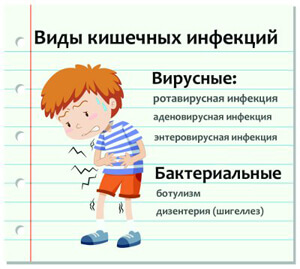 Виды кишечных инфекций
Вирусные:
ротавирусная инфекция
аденовирусная инфекция
энтеровирусная инфекция
Бактериальные
ботулизм
дизентерия (шигеллез)